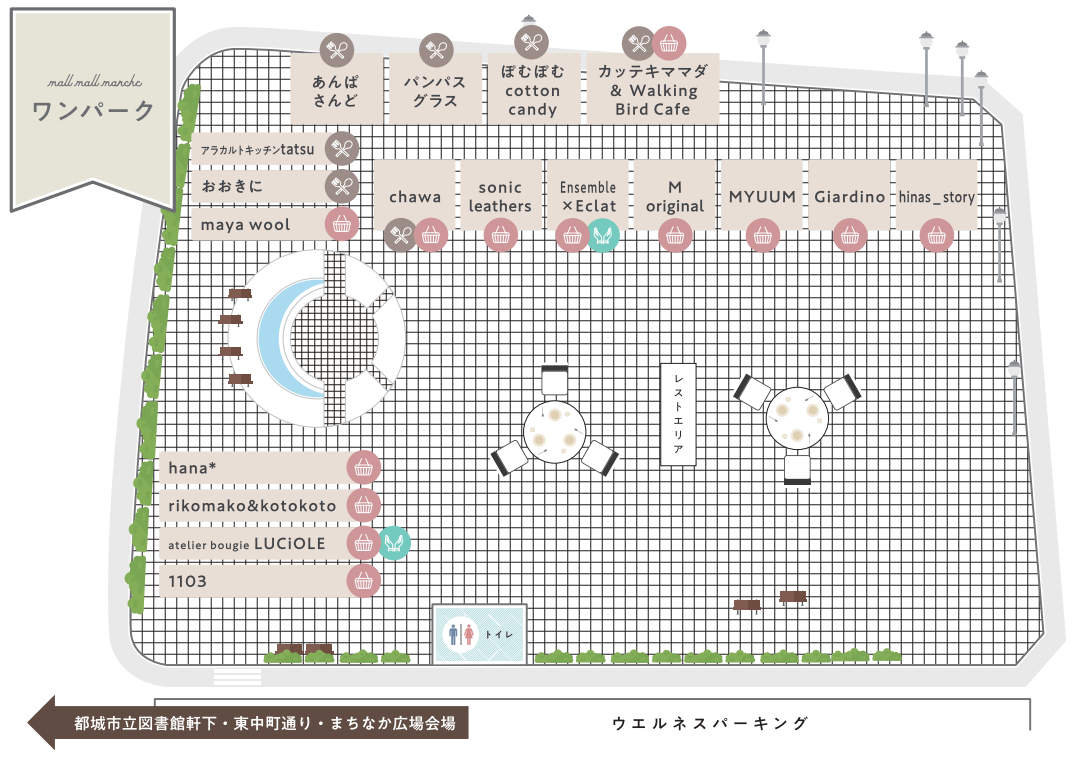 mall mall marche
ワンパーク
あんぱ
さんど
パンパス
グラス
ぽむぽむ
cotton
candy
カッテキママダ
& Walking
Bird Cafe
アラカルトキッチンtatsu
おおきに
maya wool
chawa
sonic
leathers
Ensemble
×Eclat
M
original
MYUUM
Giardino
hinas_story
レストエリア
hana*
rikomako&kotokoto
atelier bougie LUCiOLE
1103
トイレ
都城市立図書館軒下・東中町通り・まちなか広場会場
ウエルネスパーキング